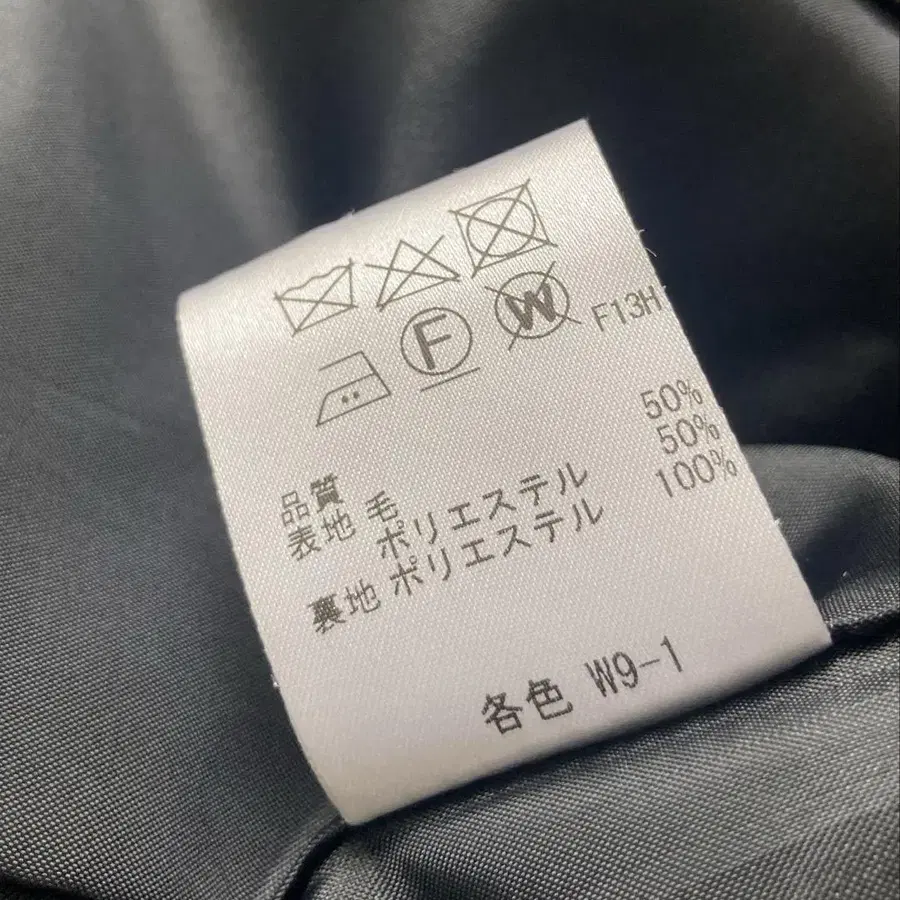 F W F13H
品質
表地 毛 50%
ポリエステル 50%
裏地 ポリエステル 100%
各色 W9-1